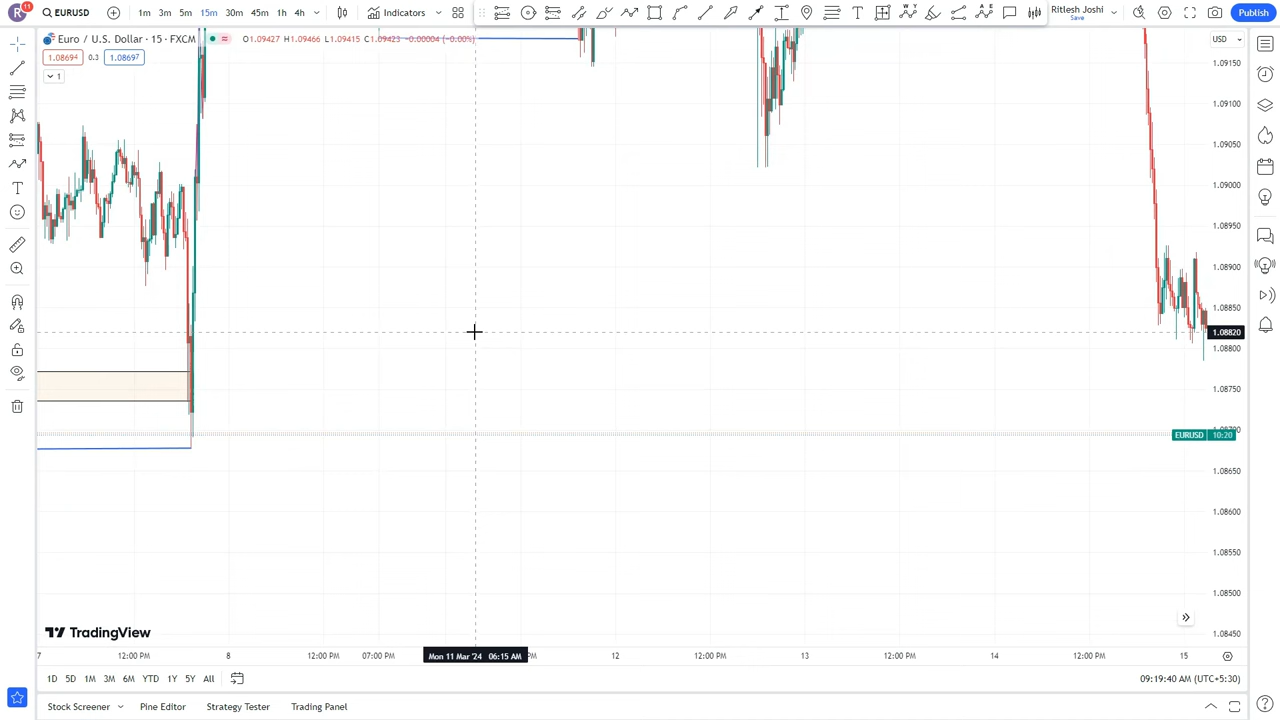 R 11 EURUSD 1m 3m 5m 15m 30m 45m 1h 4h Indicators Ritlesh Joshi Save Publish
Euro / U.S. Dollar · 15 · FXCM O1.09427 H1.09466 L1.09415 C1.09423 -0.00004 (-0.00%) USD
1.08694 0.3 1.08697
1
1.09150
1.09100
1.09050
1.09000
1.08950
1.08900
1.08850
1.08820
1.08800
1.08750
EURUSD 10:20
1.08650
1.08600
1.08550
1.08500
1.08450
TradingView
7 12:00 PM 8 12:00 PM 07:00 PM Mon 11 Mar '24 06:15 AM PM 12 12:00 PM 13 12:00 PM 14 12:00 PM 15
1D 5D 1M 3M 6M YTD 1Y 5Y All 09:19:40 AM (UTC+5:30)
Stock Screener Pine Editor Strategy Tester Trading Panel